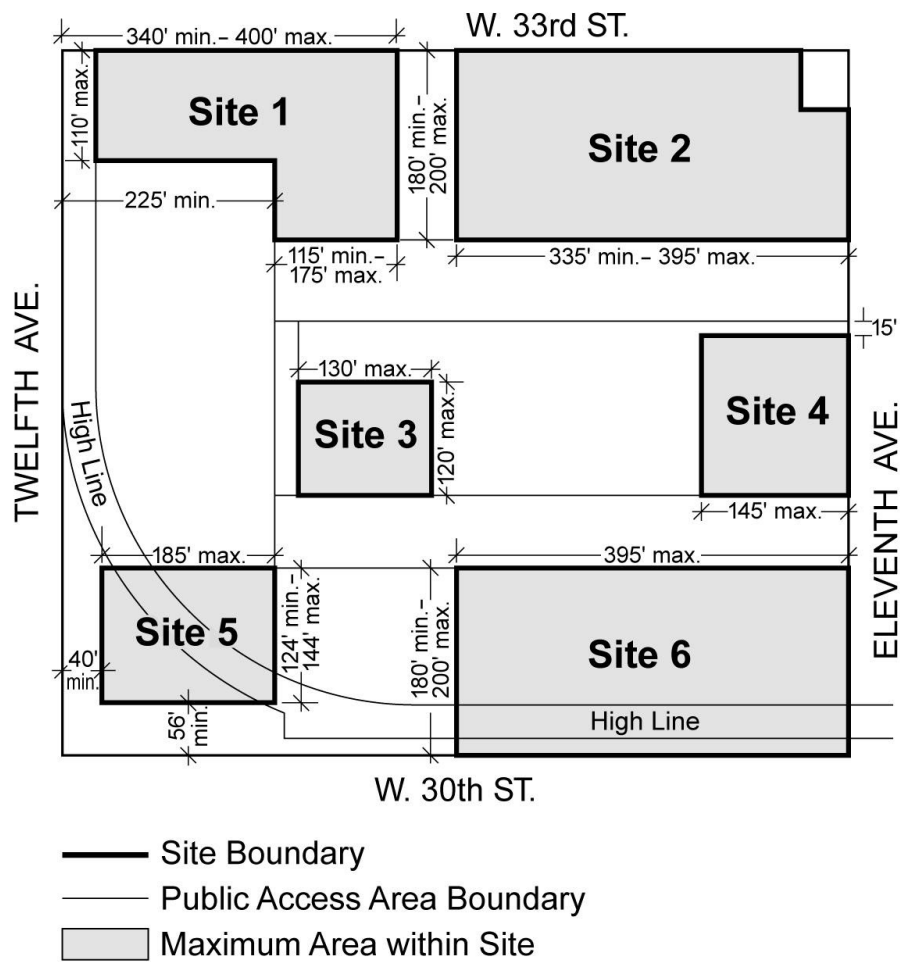 W. 33rd ST.
340' min.– 400' max.
110' max.
Site 1
180' min.–
200' max.
Site 2
225' min.
115' min.–
175' max.
335' min.– 395' max.
15'
TWELFTH AVE.
High Line
130' max.
Site 3
120' max.
Site 4
145' max.
ELEVENTH AVE.
185' max.
395' max.
Site 5
124' min.–
144' max.
180' min.–
200' max.
Site 6
40'
min.
56'
min.
High Line
W. 30th ST.
Site Boundary
Public Access Area Boundary
Maximum Area within Site